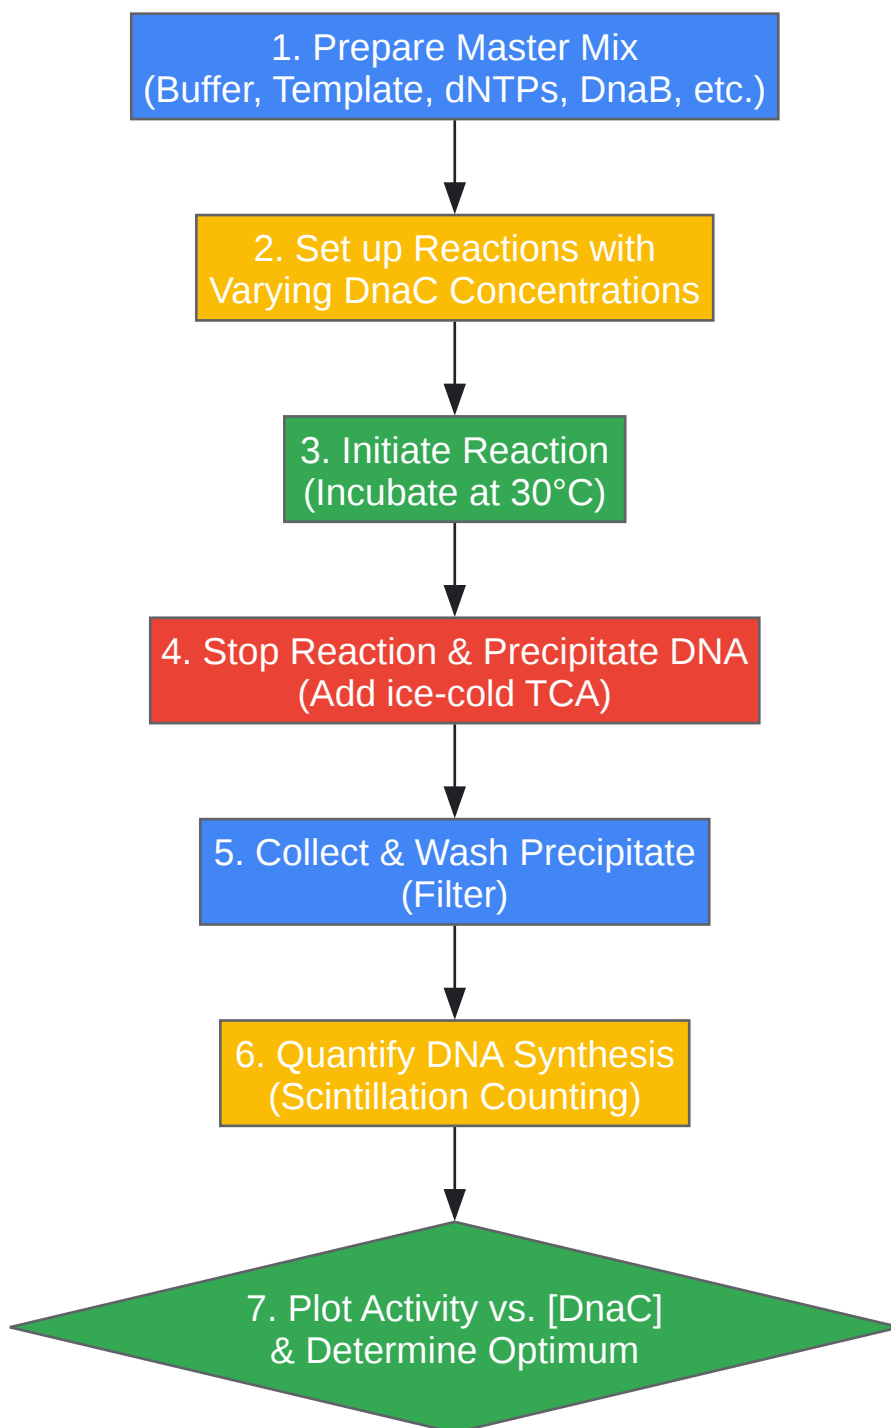 1. Prepare Master Mix
(Buffer, Template, dNTPs, DnaB, etc.)
2. Set up Reactions with
Varying DnaC Concentrations
3. Initiate Reaction
(Incubate at 30°C)
4. Stop Reaction & Precipitate DNA
(Add ice-cold TCA)
5. Collect & Wash Precipitate
(Filter)
6. Quantify DNA Synthesis
(Scintillation Counting)
7. Plot Activity vs. [DnaC]
& Determine Optimum